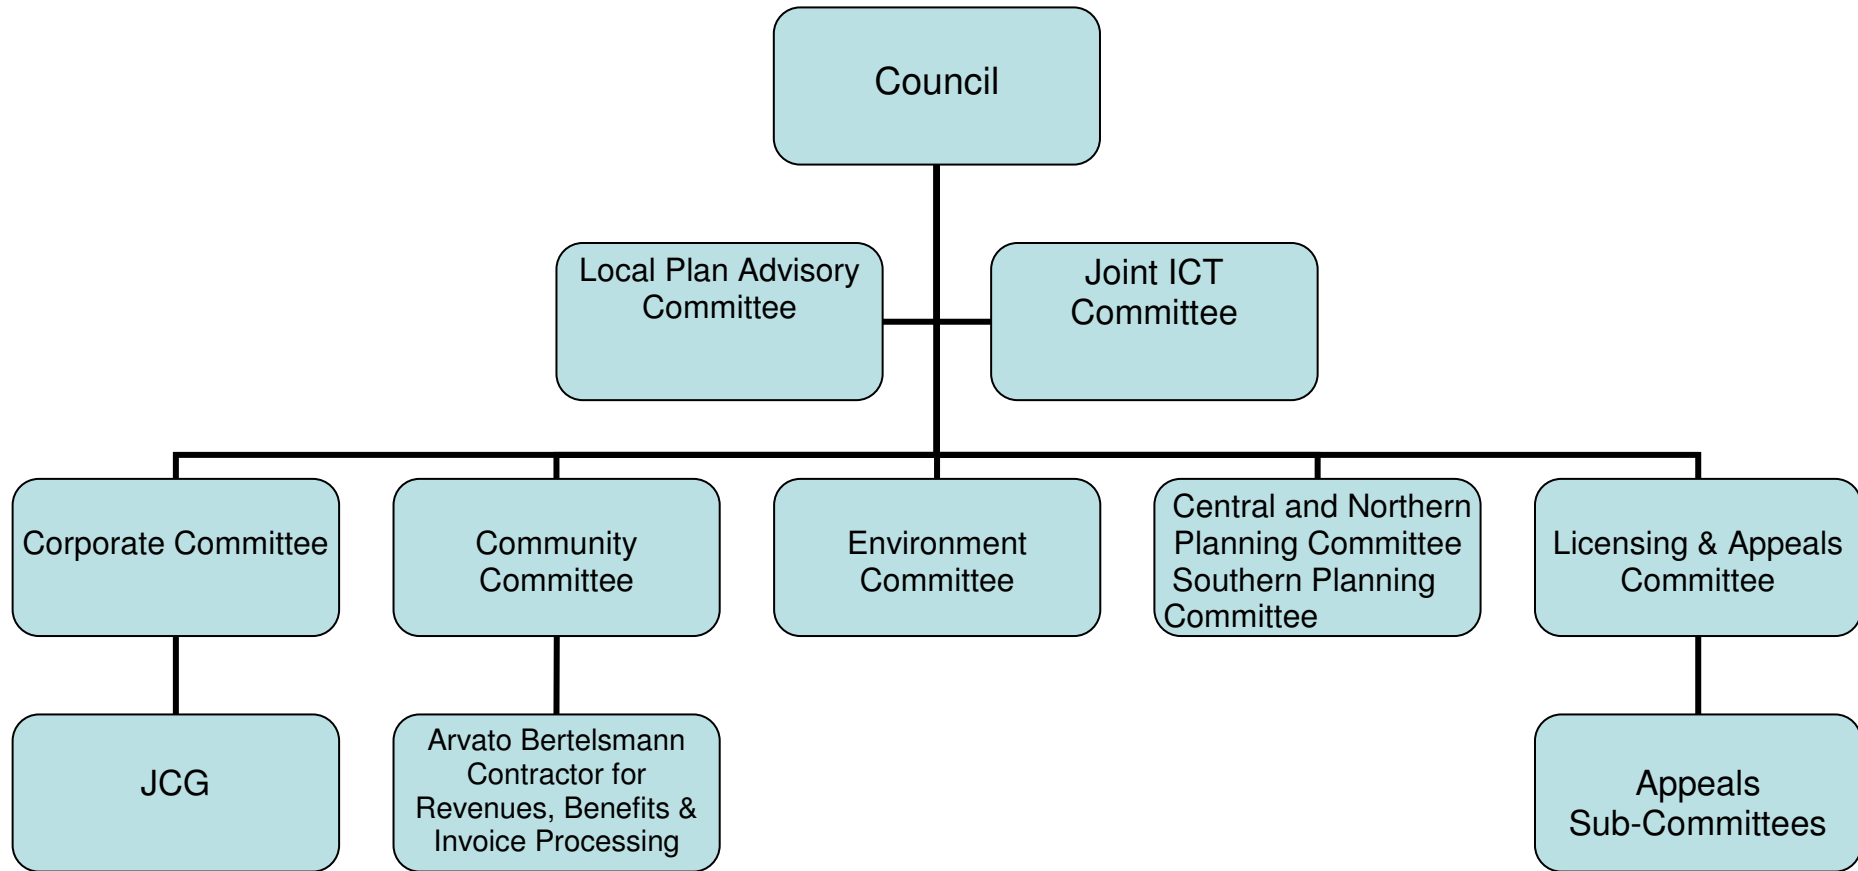 Council
Local Plan Advisory
Committee
Joint ICT
Committee
Corporate Committee
Community
Committee
Environment
Committee
Central and Northern
Planning Committee
Southern Planning
Committee
Licensing & Appeals
Committee
JCG
Arvato Bertelsmann
Contractor for
Revenues, Benefits &
Invoice Processing
Appeals
Sub-Committees